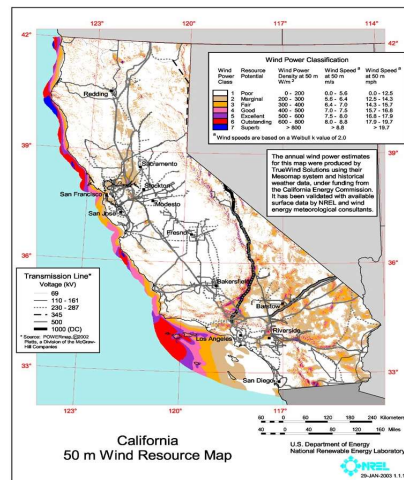 123° 120° 117° 114°
42° 42°
Wind Power Classification
Wind Power Class Resource Potential Wind Power Density at 50 m W/m² Wind Speed ª at 50 m m/s Wind Speed ª at 50 m mph
1 Poor 0 - 200 0.0 - 5.6 0.0 - 12.5
2 Marginal 200 - 300 5.6 - 6.4 12.5 - 14.3
3 Fair 300 - 400 6.4 - 7.0 14.3 - 15.7
4 Good 400 - 500 7.0 - 7.5 15.7 - 16.8
5 Excellent 500 - 600 7.5 - 8.0 16.8 - 17.9
6 Outstanding 600 - 800 8.0 - 8.8 17.9 - 19.7
7 Superb > 800 > 8.8 > 19.7
ª Wind speeds are based on a Weibull k value of 2.0
Redding
39°
The annual wind power estimates
for this map were produced by
TrueWind Solutions using their
Mesomap system and historical
weather data, under funding from
the California Energy Commission.
It has been validated with available
surface data by NREL and wind
energy meteorological consultants.
Sacramento
Stockton
San Francisco
Modesto
San Jose
Fresno
36° 36°
Transmission Line*
Voltage (kV)
69
110 - 161
230 - 287
345
500
1000 (DC)
* Source: POWERmap, ©2002
Platts, a Division of the McGraw-
Hill Companies
Bakersfield
Barstow
Los Angeles
Riverside
33° 33°
San Diego
123° 120° 117°
60 0 60 120 180 240 Kilometers
40 0 40 80 120 160 Miles
California
50 m Wind Resource Map
U.S. Department of Energy
National Renewable Energy Laboratory
NREL